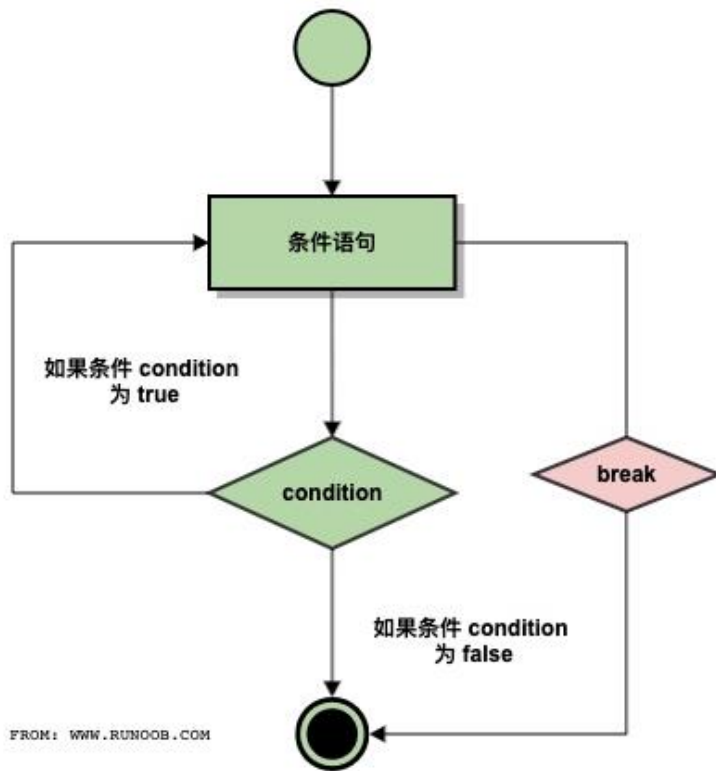 条件语句
如果条件 condition
为 true
condition
break
如果条件 condition
为 false
FROM: WWW.RUNOOB.COM